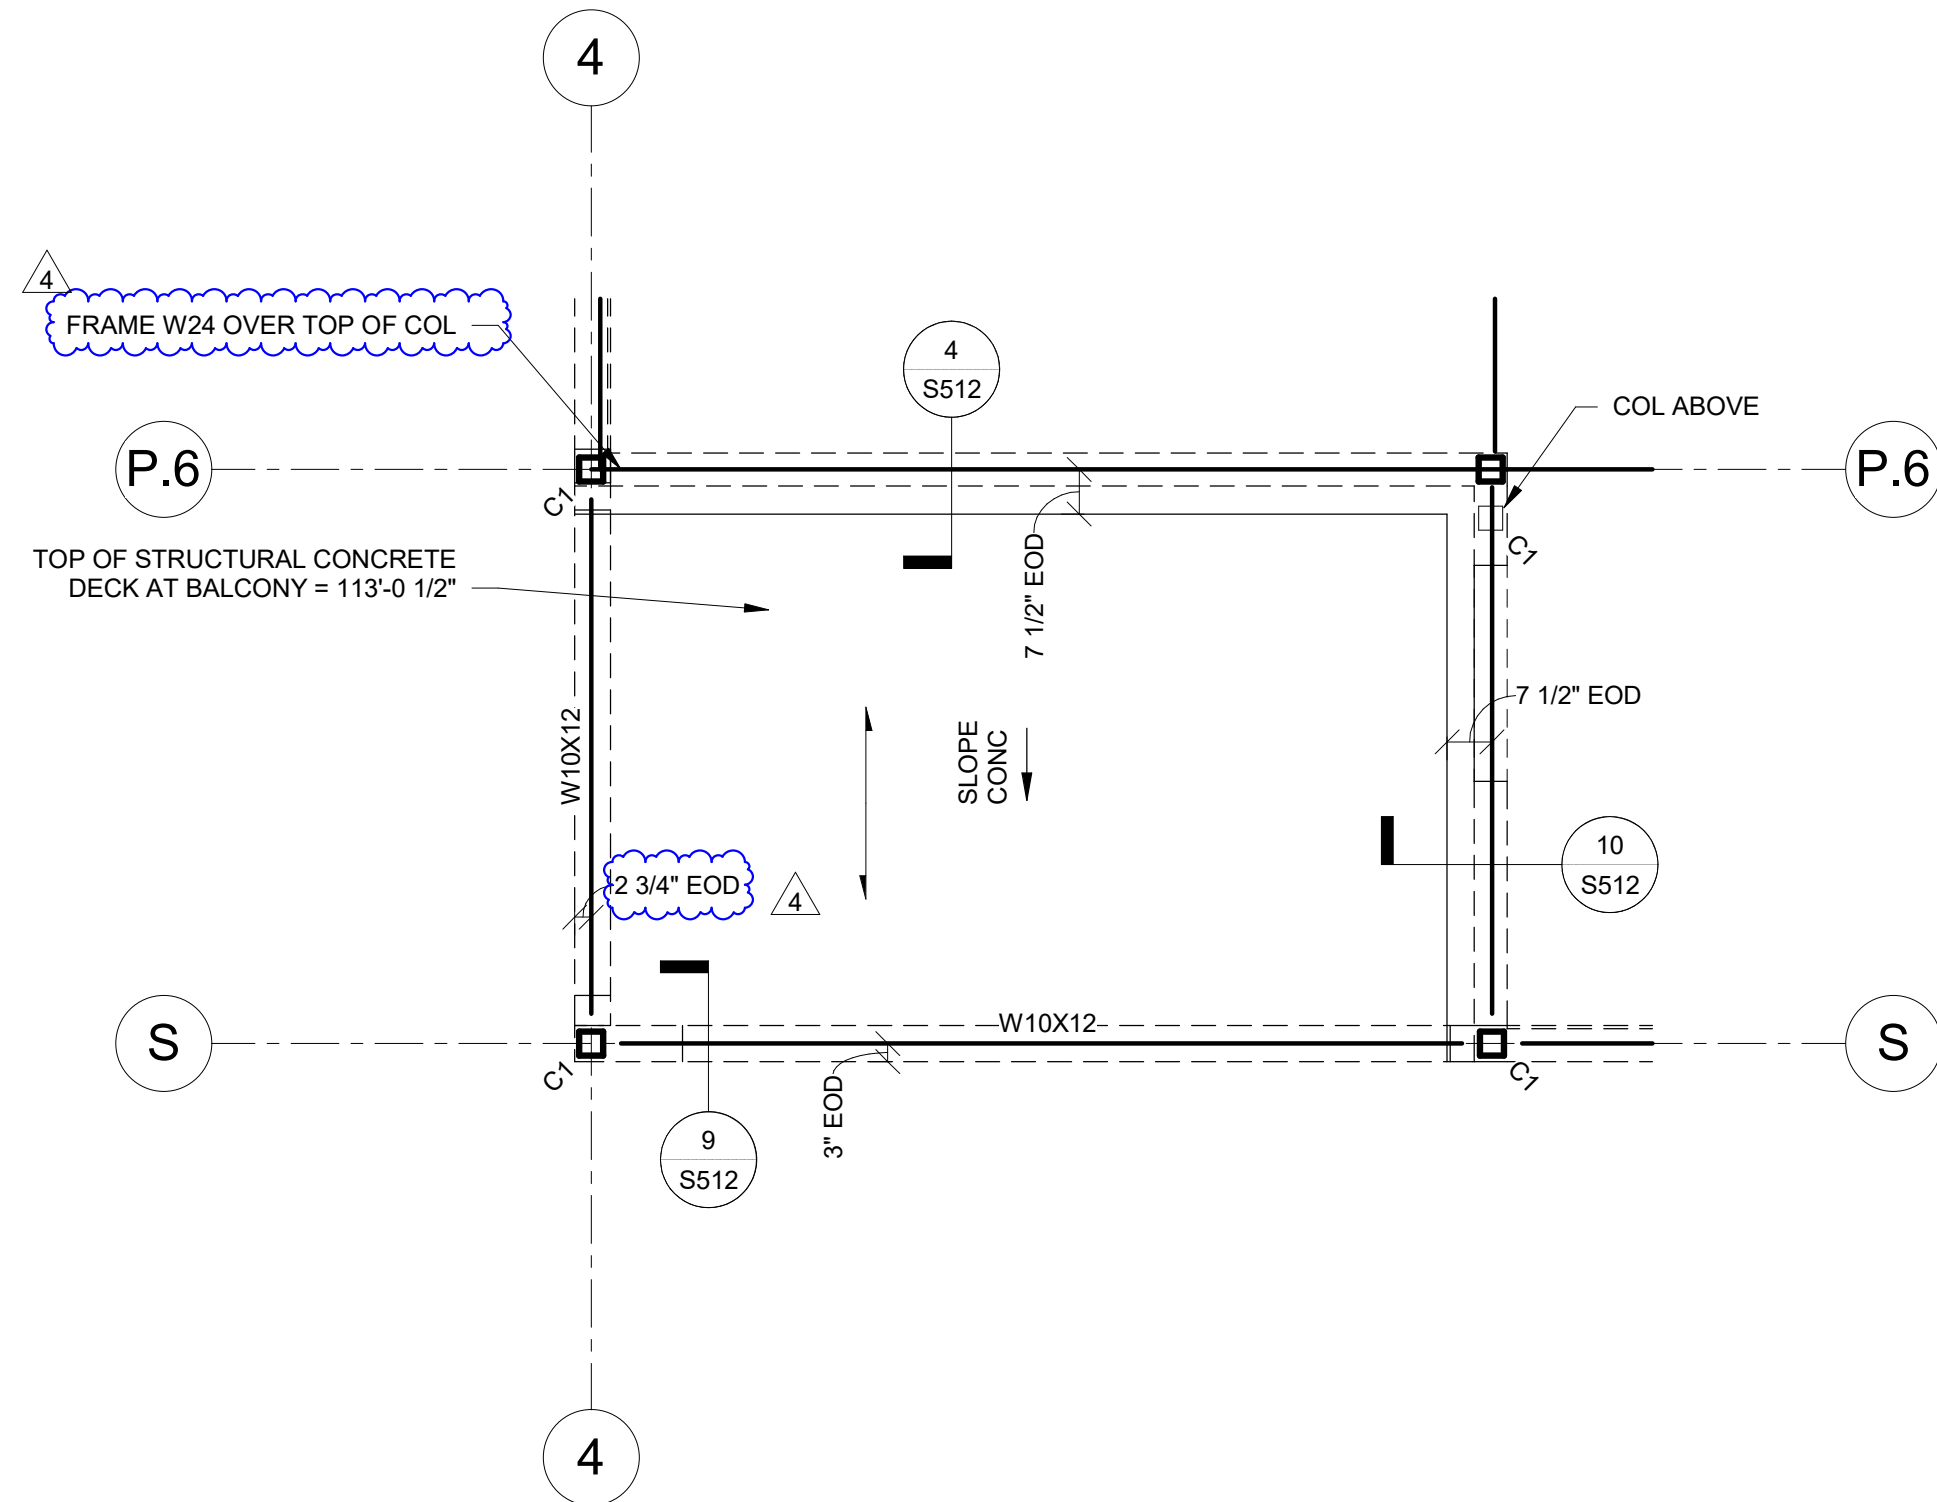 4
4
FRAME W24 OVER TOP OF COL
4
S512
COL ABOVE
P.6
P.6
C1
C1
TOP OF STRUCTURAL CONCRETE
DECK AT BALCONY = 113'-0 1/2"
7 1/2" EOD
7 1/2" EOD
W10X12
SLOPE
CONC
10
S512
2 3/4" EOD
4
S
W10X12
S
C1
C1
3" EOD
9
S512
4